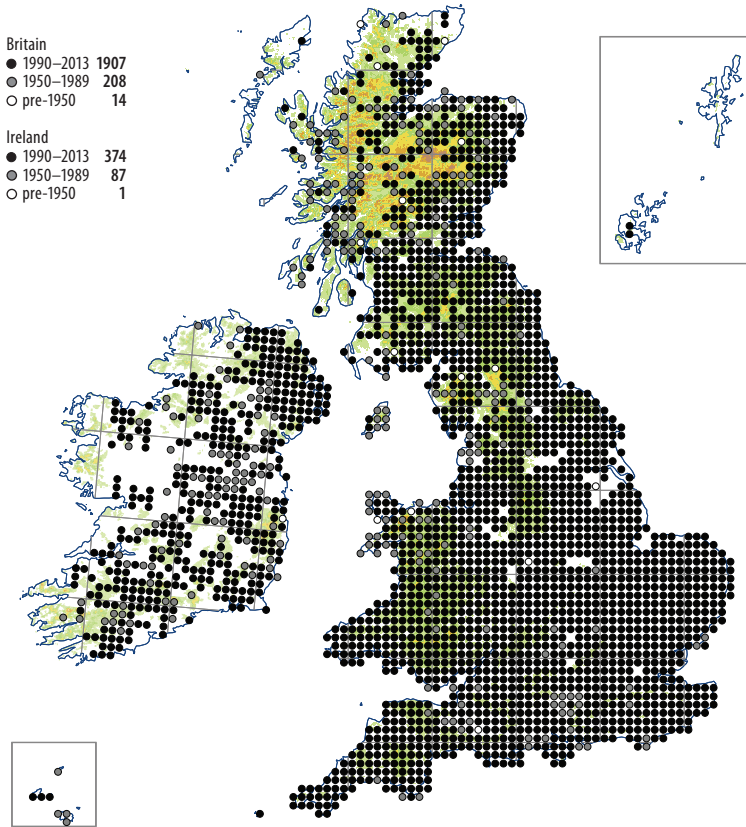 Britain
1990–2013 1907
1950–1989 208
pre-1950 14
Ireland
1990–2013 374
1950–1989 87
pre-1950 1